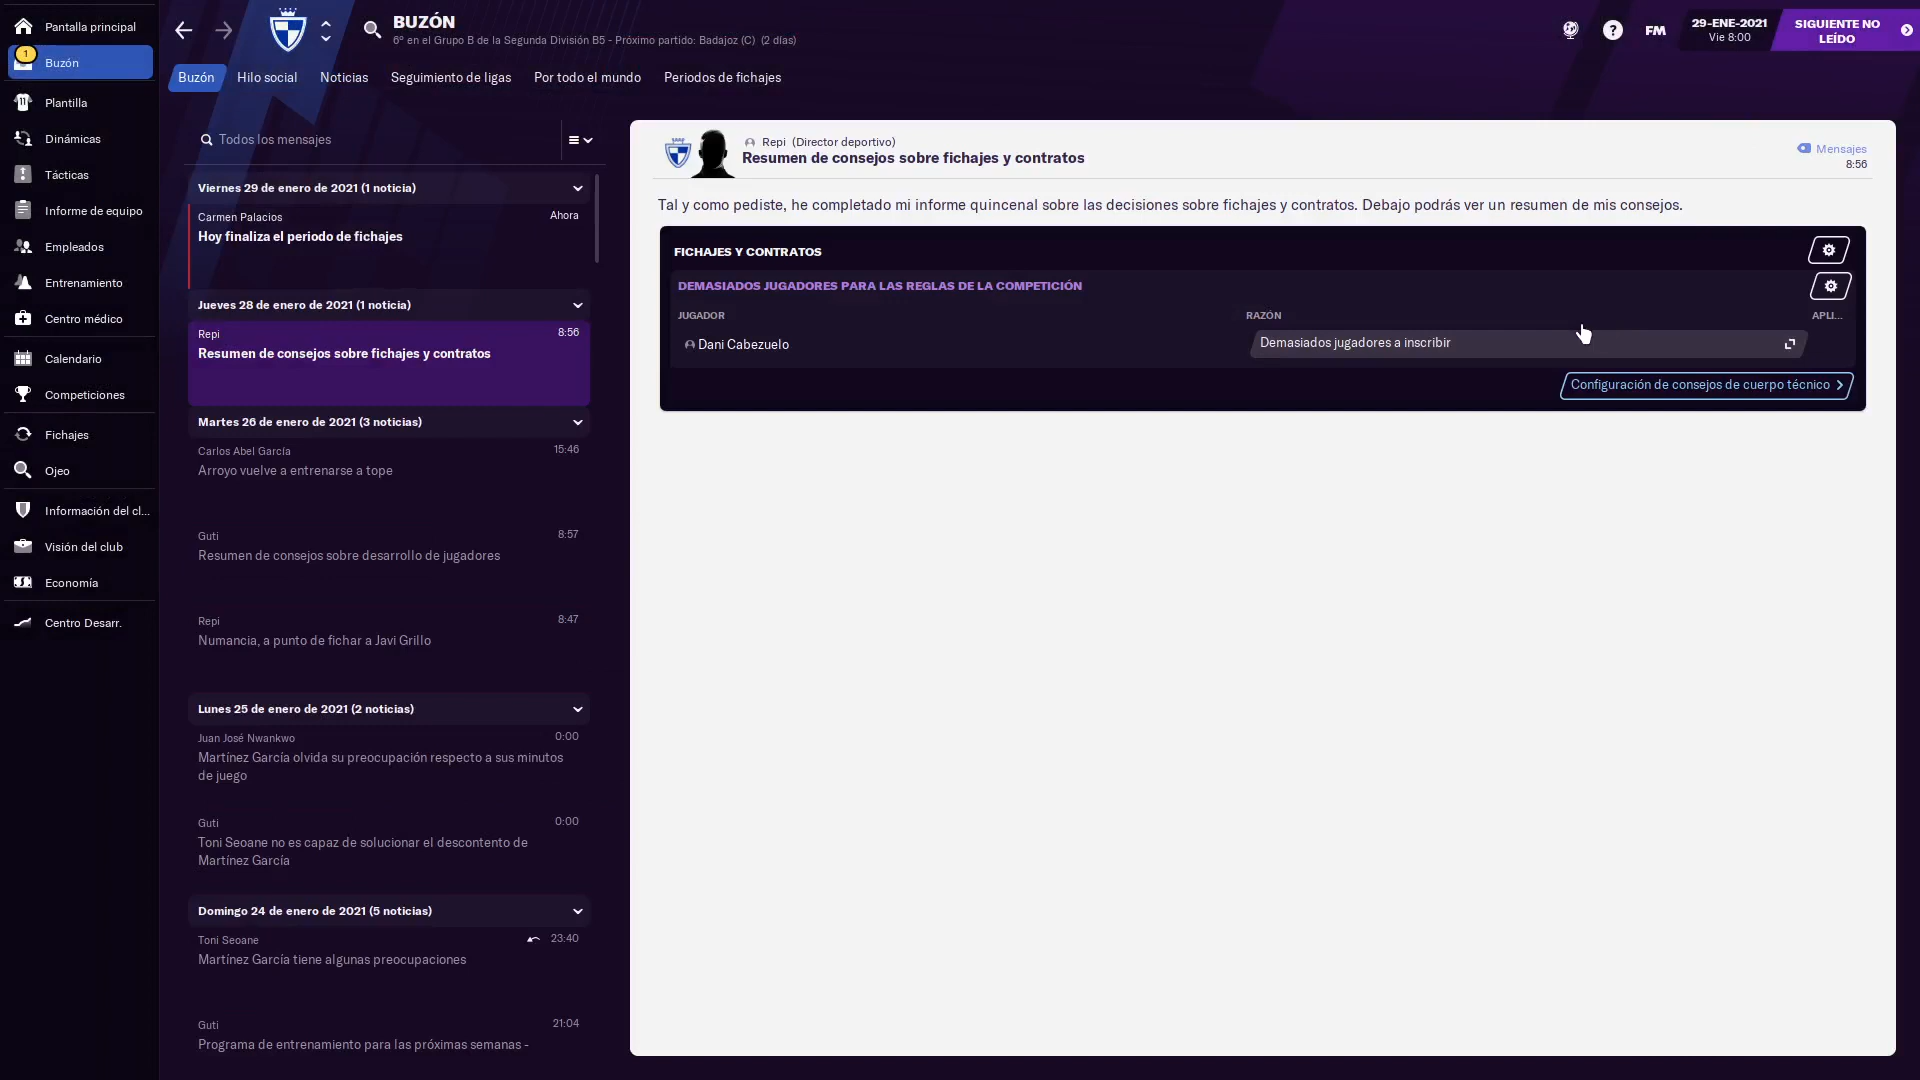 Pantalla principal
1
Buzón
Plantilla
Dinámicas
Tácticas
Informe de equipo
Empleados
Entrenamiento
Centro médico
Calendario
Competiciones
Fichajes
Ojeo
Información del cl...
Visión del club
Economía
Centro Desarr.
BUZÓN
6º en el Grupo B de la Segunda División B5 - Próximo partido: Badajoz (C) (2 días)
FM
29-ENE-2021
Vie 8:00
SIGUIENTE NO
LEÍDO
Buzón
Hilo social
Noticias
Seguimiento de ligas
Por todo el mundo
Periodos de fichajes
Todos los mensajes
Viernes 29 de enero de 2021 (1 noticia)
Carmen Palacios
Ahora
Hoy finaliza el periodo de fichajes
Jueves 28 de enero de 2021 (1 noticia)
Repi
8:56
Resumen de consejos sobre fichajes y contratos
Martes 26 de enero de 2021 (3 noticias)
Carlos Abel García
15:46
Arroyo vuelve a entrenarse a tope
Guti
8:57
Resumen de consejos sobre desarrollo de jugadores
Repi
8:47
Numancia, a punto de fichar a Javi Grillo
Lunes 25 de enero de 2021 (2 noticias)
Juan José Nwankwo
0:00
Martínez García olvida su preocupación respecto a sus minutos
de juego
Guti
0:00
Toni Seoane no es capaz de solucionar el descontento de
Martínez García
Domingo 24 de enero de 2021 (5 noticias)
Toni Seoane
23:40
Martínez García tiene algunas preocupaciones
Guti
21:04
Programa de entrenamiento para las próximas semanas -
Repi (Director deportivo)
Resumen de consejos sobre fichajes y contratos
Mensajes
8:56
Tal y como pediste, he completado mi informe quincenal sobre las decisiones sobre fichajes y contratos. Debajo podrás ver un resumen de mis consejos.
FICHAJES Y CONTRATOS
DEMASIADOS JUGADORES PARA LAS REGLAS DE LA COMPETICIÓN
JUGADOR
RAZÓN
APLI...
Dani Cabezuelo
Demasiados jugadores a inscribir
Configuración de consejos de cuerpo técnico